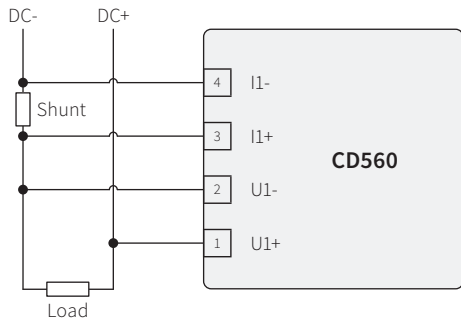 DC- DC+
4 I1-
Shunt
3 I1+
CD560
2 U1-
1 U1+
Load